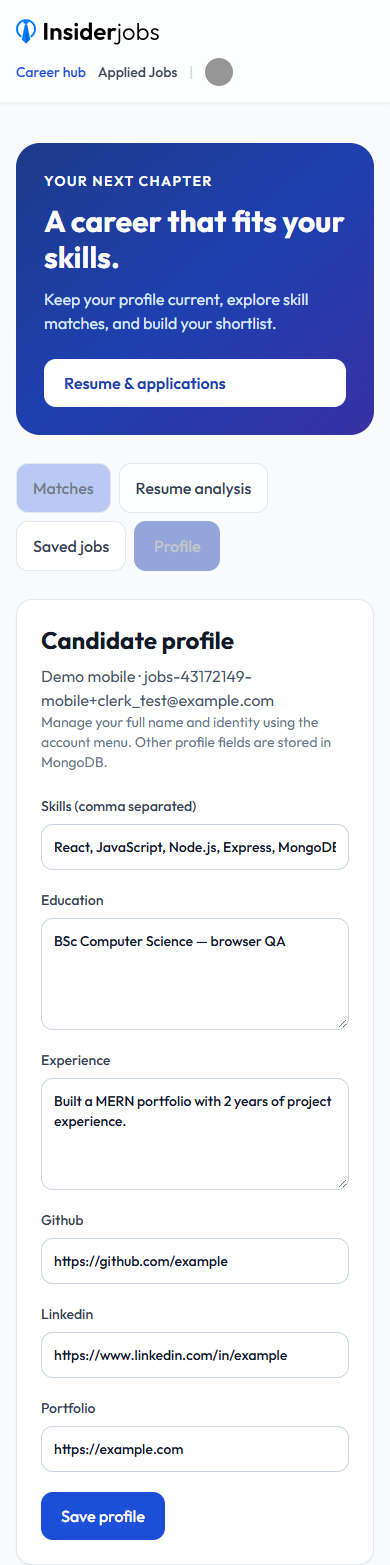 Insiderjobs
Career hub Applied Jobs |
YOUR NEXT CHAPTER
A career that fits your
skills.
Keep your profile current, explore skill
matches, and build your shortlist.
Resume & applications
Matches Resume analysis
Saved jobs Profile
Candidate profile
Demo mobile · jobs-43172149-
mobile+clerk_test@example.com
Manage your full name and identity using the
account menu. Other profile fields are stored in
MongoDB.
Skills (comma separated)
React, JavaScript, Node.js, Express, MongoDB
Education
BSc Computer Science — browser QA
Experience
Built a MERN portfolio with 2 years of project
experience.
Github
https://github.com/example
Linkedin
https://www.linkedin.com/in/example
Portfolio
https://example.com
Save profile